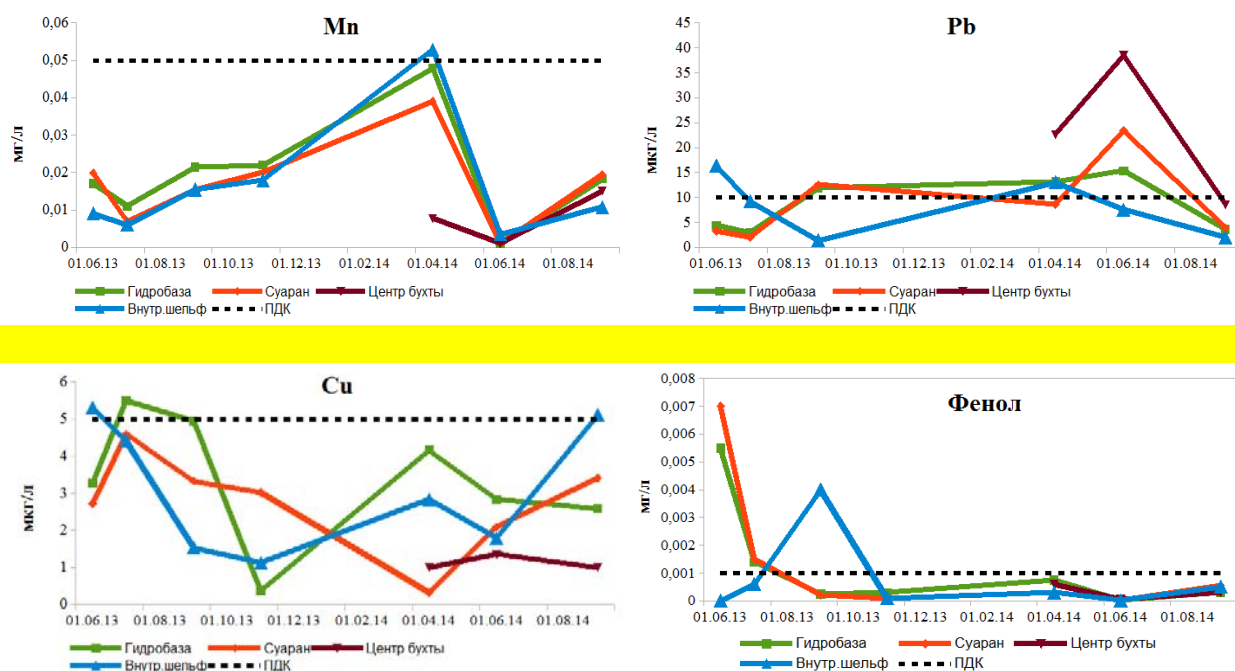 Mn
0,06
0,05
0,04
0,03
0,02
0,01
0
мг/л
01.06.13 01.08.13 01.10.13 01.12.13 01.02.14 01.04.14 01.06.14 01.08.14
Гидробаза Суаран Центр бухты
Внутр.шельф ПДК
Pb
45
40
35
30
25
20
15
10
5
0
мкг/л
01.06.13 01.08.13 01.10.13 01.12.13 01.02.14 01.04.14 01.06.14 01.08.14
Гидробаза Суаран Центр бухты
Внутр.шельф ПДК
Cu
6
5
4
3
2
1
0
мкг/л
01.06.13 01.08.13 01.10.13 01.12.13 01.02.14 01.04.14 01.06.14 01.08.14
Гидробаза Суаран Центр бухты
Внутр.шельф ПДК
Фенол
0,008
0,007
0,006
0,005
0,004
0,003
0,002
0,001
0
мг/л
01.06.13 01.08.13 01.10.13 01.12.13 01.02.14 01.04.14 01.06.14 01.08.14
Гидробаза Суаран Центр бухты
Внутр.шельф ПДК